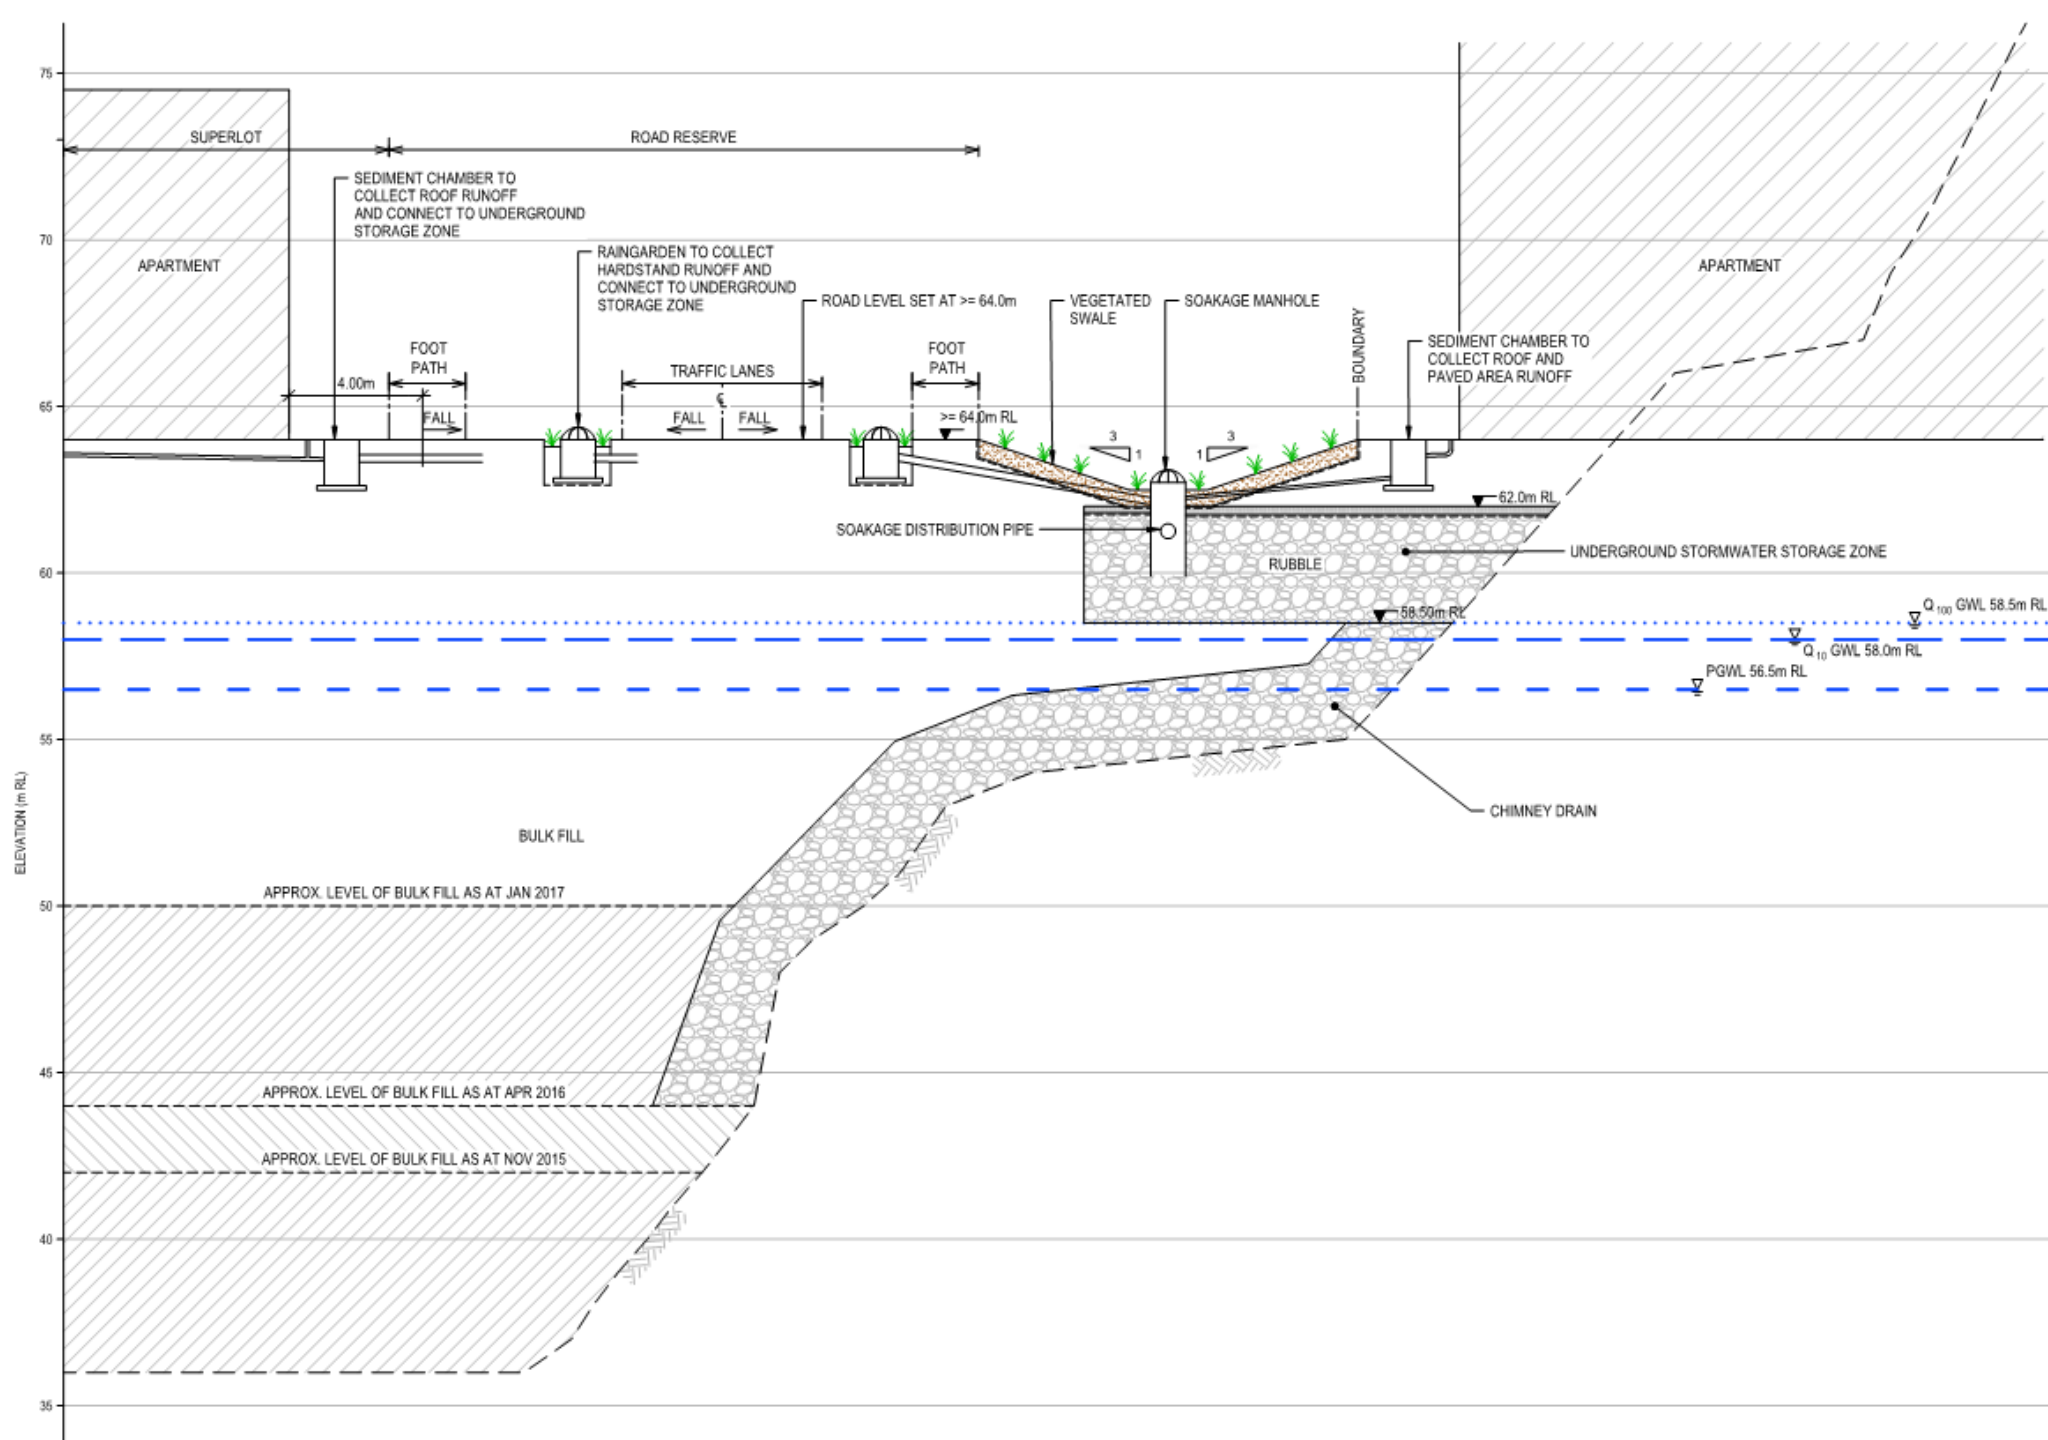 75
SUPERLOT
ROAD RESERVE
SEDIMENT CHAMBER TO
COLLECT ROOF RUNOFF
AND CONNECT TO UNDERGROUND
STORAGE ZONE
70
RAINGARDEN TO COLLECT
HARDSTAND RUNOFF AND
CONNECT TO UNDERGROUND
STORAGE ZONE
APARTMENT
APARTMENT
ROAD LEVEL SET AT >= 64.0m
VEGETATED
SWALE
SOAKAGE MANHOLE
BOUNDARY
SEDIMENT CHAMBER TO
COLLECT ROOF AND
PAVED AREA RUNOFF
FOOT
PATH
TRAFFIC LANES
FOOT
PATH
4.00m
65
FALL
FALL
FALL
>= 64.0m RL
3
1
3
1
62.0m RL
SOAKAGE DISTRIBUTION PIPE
UNDERGROUND STORMWATER STORAGE ZONE
RUBBLE
60
58.50m RL
Q100 GWL 58.5m RL
Q10 GWL 58.0m RL
PGWL 56.5m RL
55
CHIMNEY DRAIN
ELEVATION (m RL)
BULK FILL
APPROX. LEVEL OF BULK FILL AS AT JAN 2017
50
45
APPROX. LEVEL OF BULK FILL AS AT APR 2016
APPROX. LEVEL OF BULK FILL AS AT NOV 2015
40
35